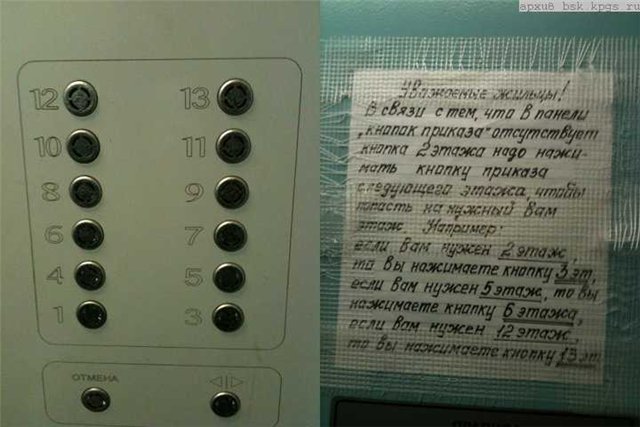 12 13
10 11
8 9
6 7
4 5
1 3
ОТМЕНА ◁|▷
архив bsk kpgs ru
Уважаемые жильцы!
В связи с тем, что в панели
„кнопак приказа" отсутствует
кнопка 2 этажа надо нажи-
мать кнопку приказа
следующего этажа, чтобы
попасть на нужный вам
этаж. Например:
если вам нужен 2 этаж,
то вы нажимаете кнопку 3 эт,
если вам нужен 5 этаж, то вы
нажимаете кнопку 6 этажа,
если вам нужен 12 этаж,
то вы нажимаете кнопку 13 эт